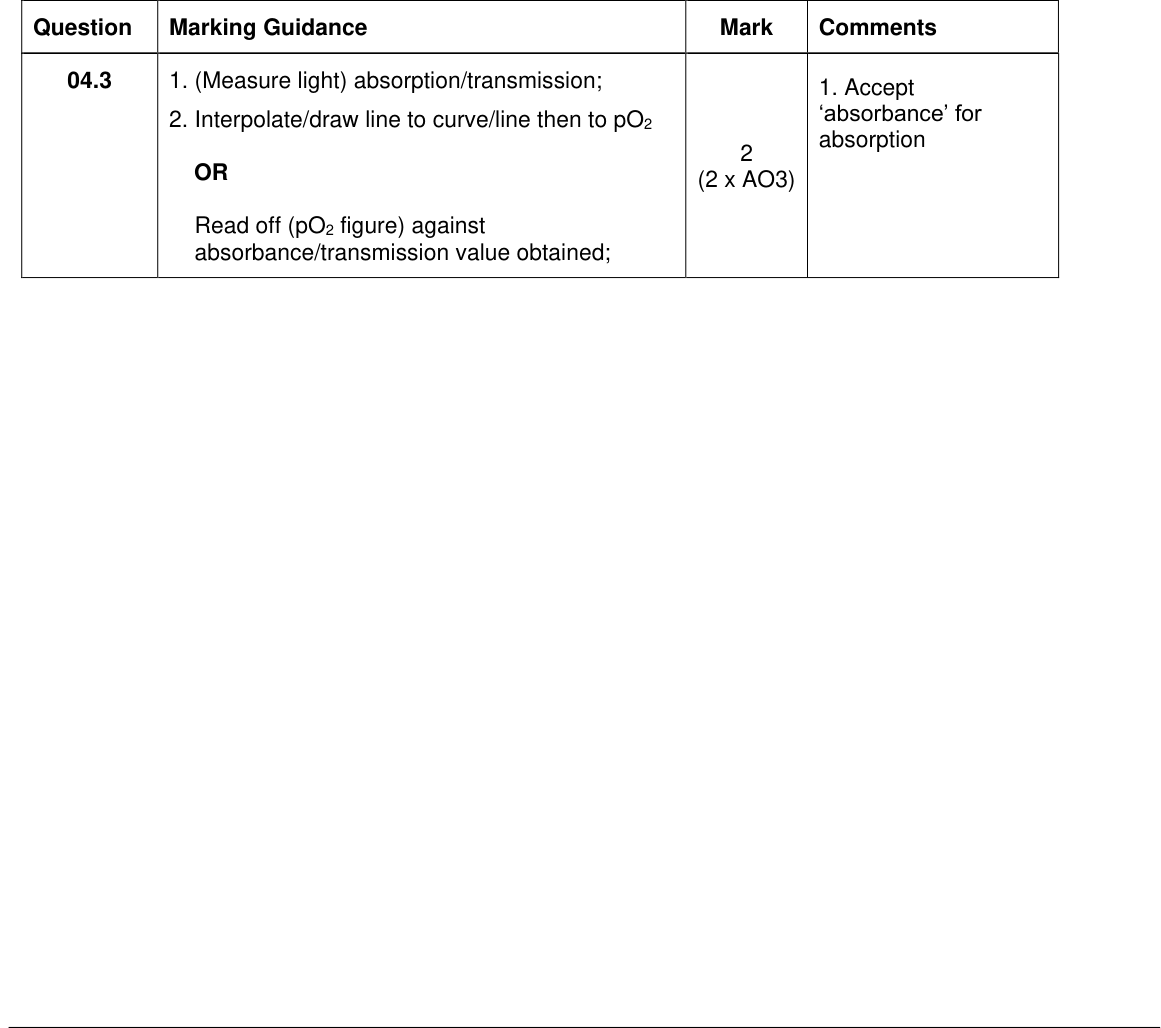 Question Marking Guidance Mark Comments
04.3
1. (Measure light) absorption/transmission;
2. Interpolate/draw line to curve/line then to pO₂
OR
Read off (pO₂ figure) against
absorbance/transmission value obtained;
2
(2 x AO3)
1. Accept
‘absorbance’ for
absorption